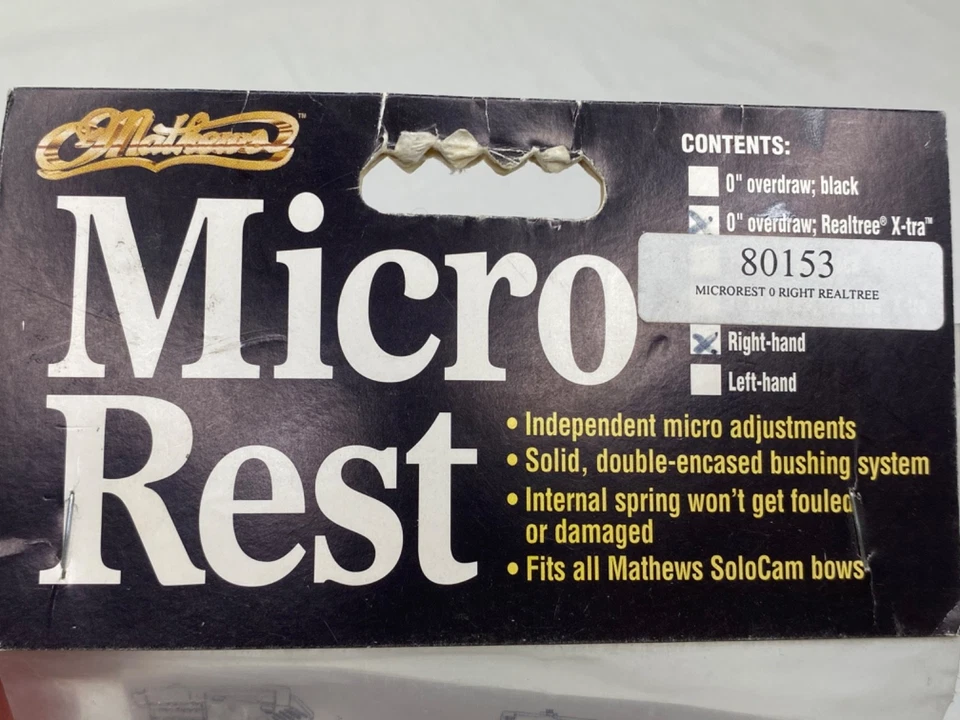 Mathews™
Micro
Rest
CONTENTS:
0" overdraw; black
0" overdraw; Realtree® X-tra™
80153
MICROREST 0 RIGHT REALTREE
Right-hand
Left-hand
• Independent micro adjustments
• Solid, double-encased bushing system
• Internal spring won't get fouled
or damaged
• Fits all Mathews SoloCam bows